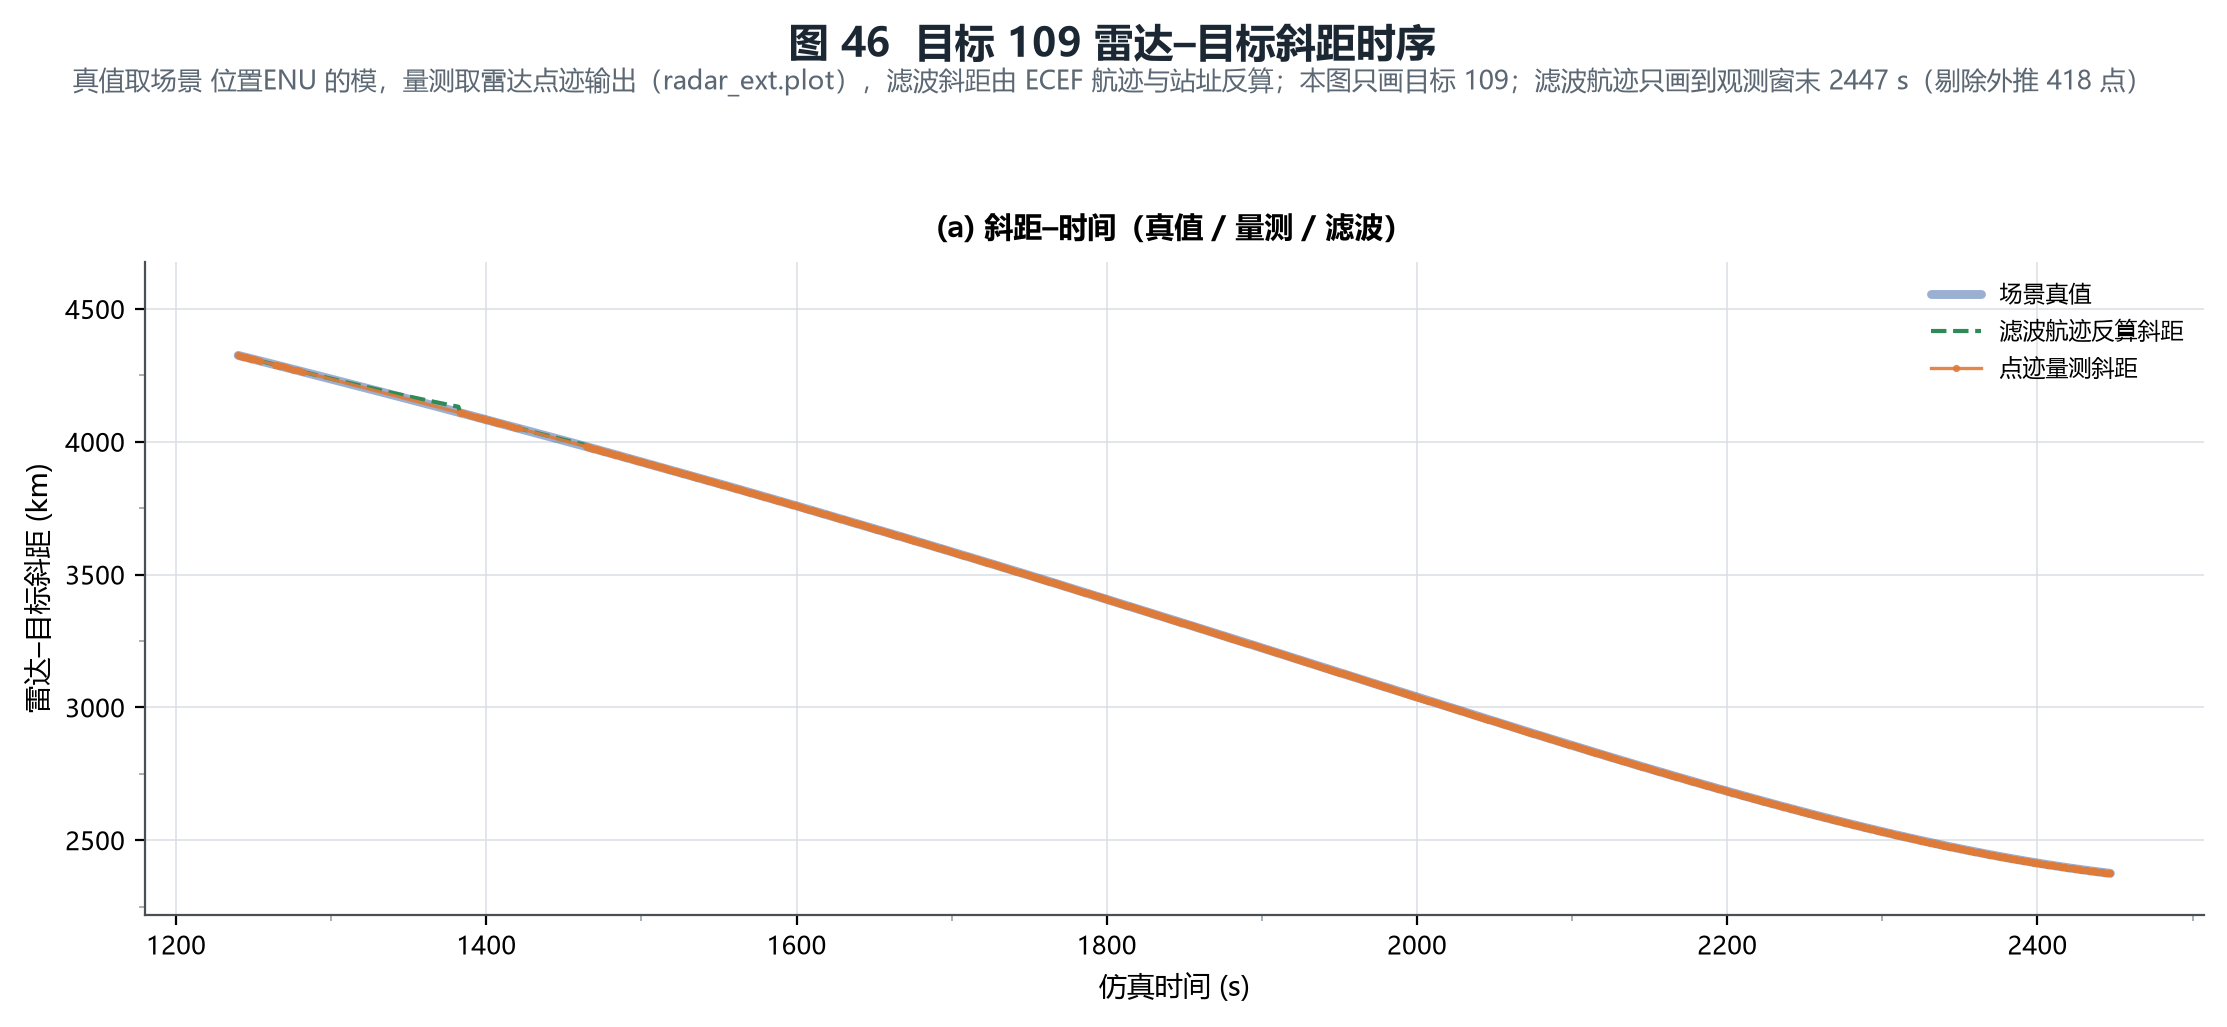 图 46  目标 109 雷达–目标斜距时序
真值取场景 位置ENU 的模，量测取雷达点迹输出（radar_ext.plot），滤波斜距由 ECEF 航迹与站址反算；本图只画目标 109；滤波航迹只画到观测窗末 2447 s（剔除外推 418 点）
(a) 斜距–时间（真值 / 量测 / 滤波）
场景真值
滤波航迹反算斜距
点迹量测斜距
雷达–目标斜距 (km)
4500
4000
3500
3000
2500
1200
1400
1600
1800
2000
2200
2400
仿真时间 (s)